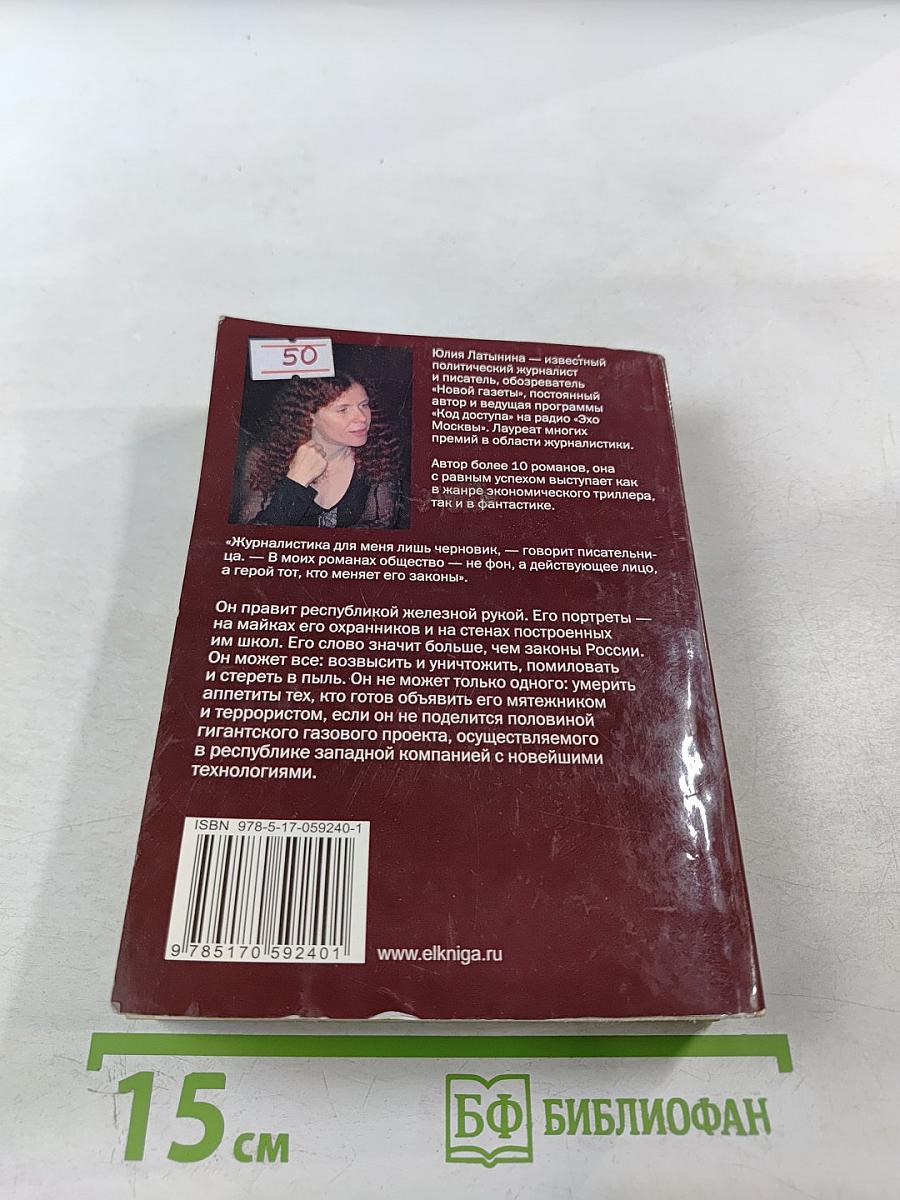 50
Юлия Латынина — известный
политический журналист
и писатель, обозреватель
«Новой газеты», постоянный
автор и ведущая программы
«Код доступа» на радио «Эхо
Москвы». Лауреат многих
премий в области журналистики.
Автор более 10 романов, она
с равным успехом выступает как
в жанре экономического триллера,
так и в фантастике.
«Журналистика для меня лишь черновик, — говорит писательни-
ца. — В моих романах общество — не фон, а действующее лицо,
а герой тот, кто меняет его законы».
Он правит республикой железной рукой. Его портреты —
на майках его охранников и на стенах построенных
им школ. Его слово значит больше, чем законы России.
Он может все: возвысить и уничтожить, помиловать
и стереть в пыль. Он не может только одного: умерить
аппетиты тех, кто готов объявить его мятежником
и террористом, если он не поделится половиной
гигантского газового проекта, осуществляемого
в республике западной компанией с новейшими
технологиями.
ISBN 978-5-17-059240-1
9 785170 592401
www.elkniga.ru
15 см
БФ БИБЛИОФАН